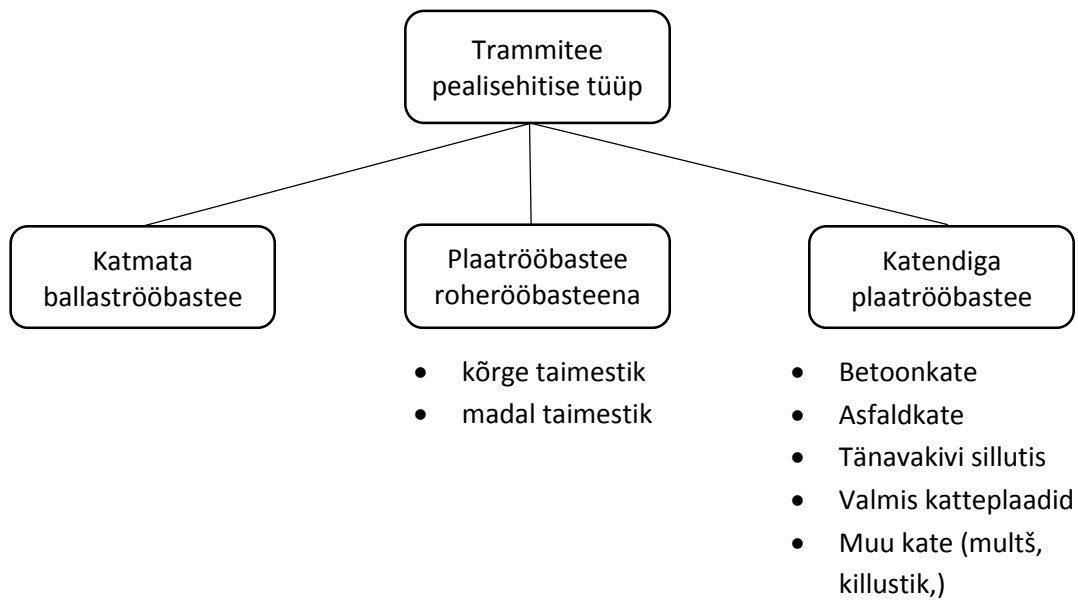 Trammitee
pealisehitise tüüp
Katmata
ballaströöbastee
Plaatrööbastee
roherööbasteena
Katendiga
plaatrööbastee
• kõrge taimestik
• madal taimestik
• Betoonkate
• Asfaldkate
• Tänavakivi sillutis
• Valmis katteplaadid
• Muu kate (multš,
killustik,)